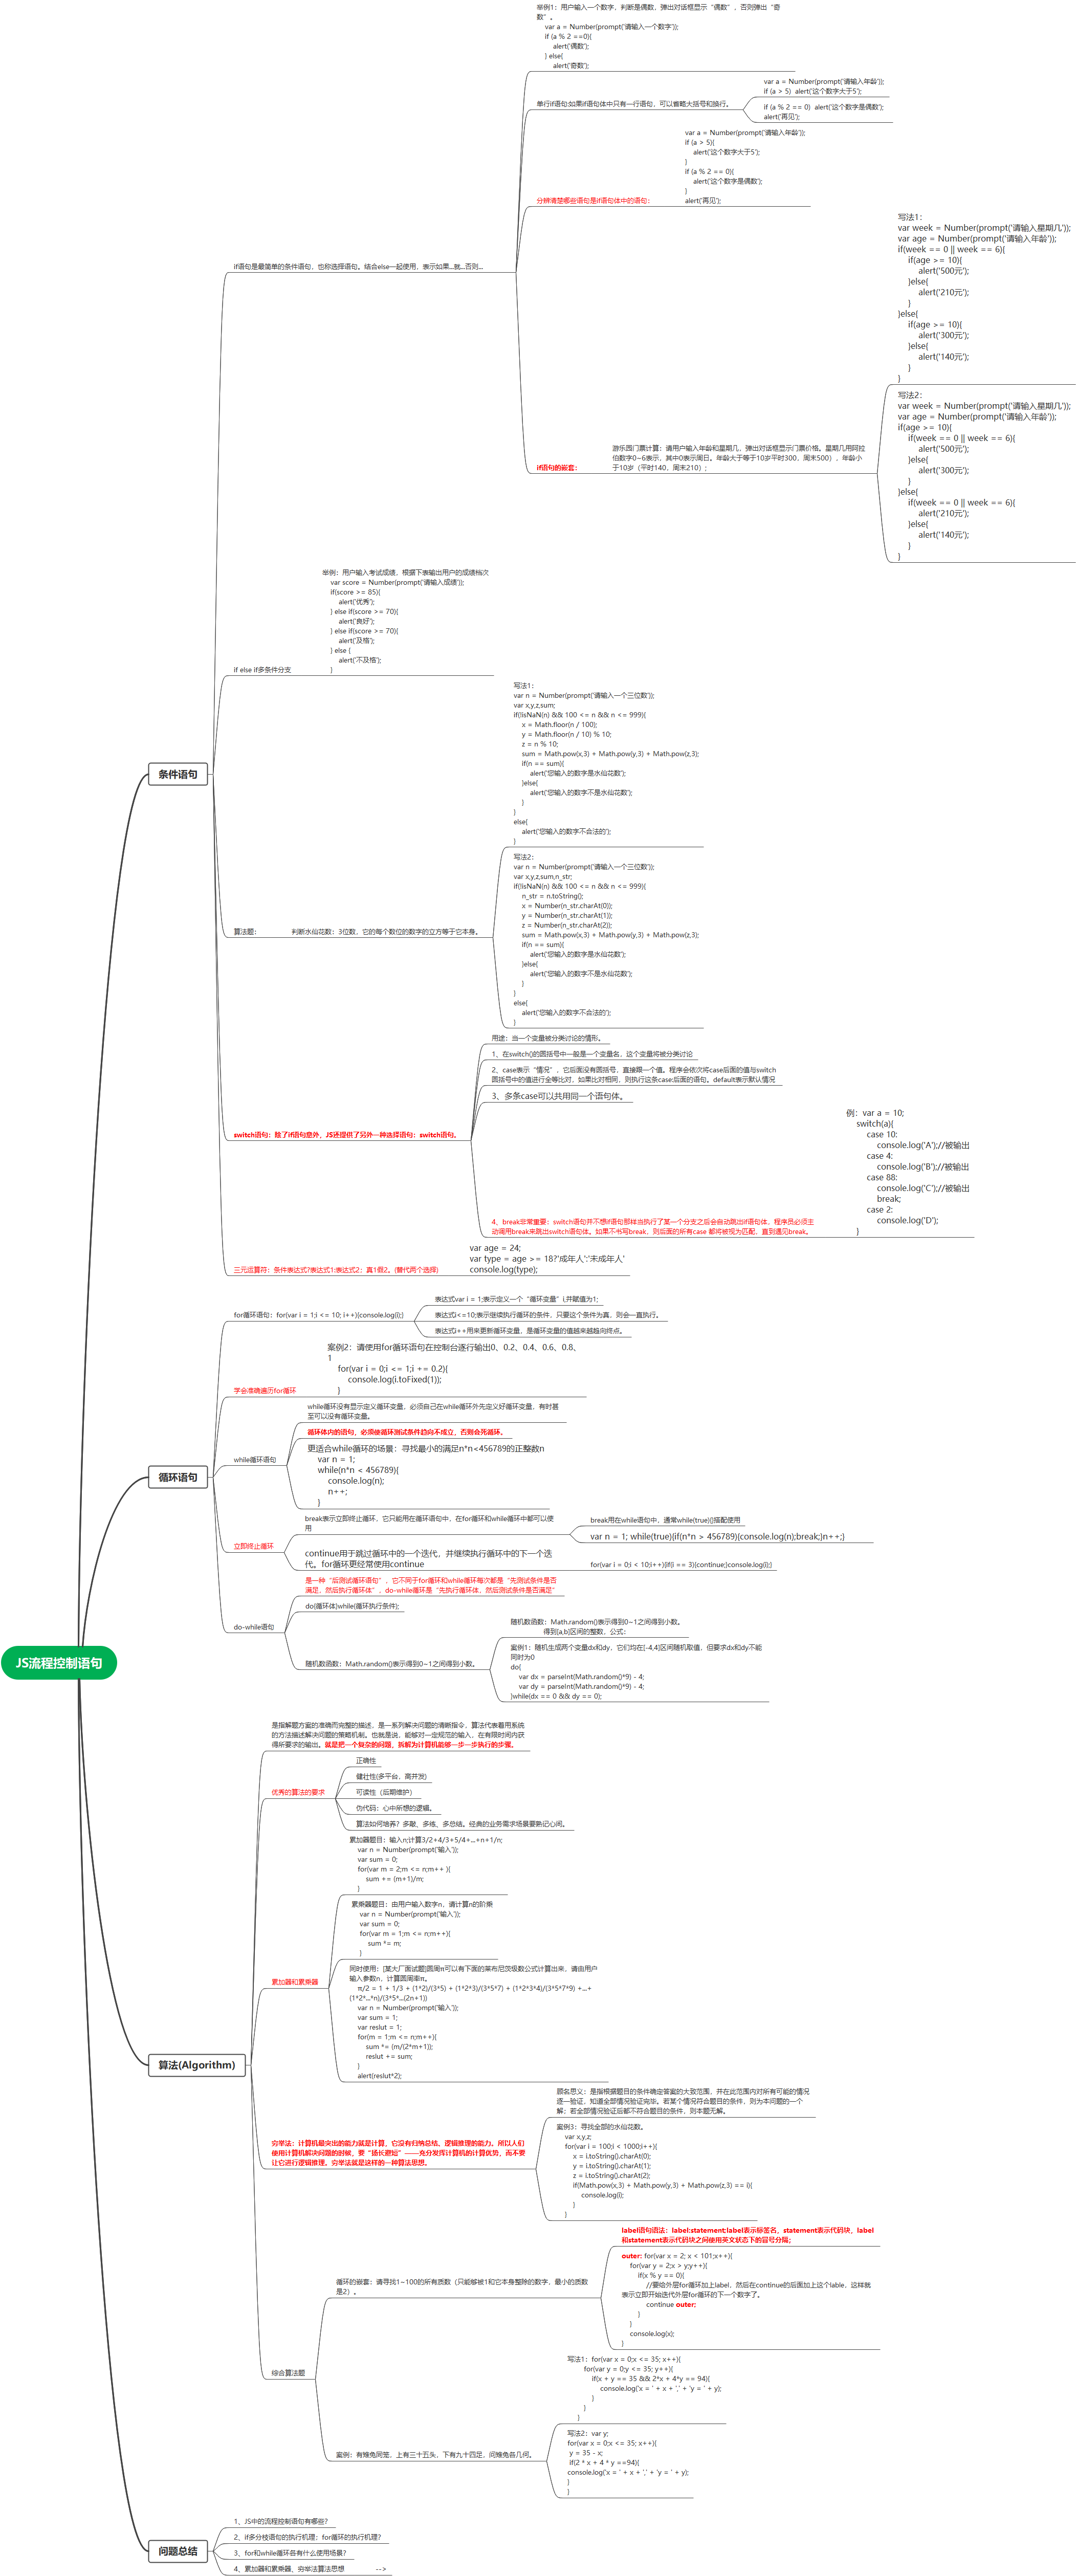 JS流程控制语句
条件语句
if语句是最简单的条件语句，也称选择语句。结合else一起使用，表示如果...就...否则...
举例1：用户输入一个数字，判断是偶数，弹出对话框显示“偶数”，否则弹出“奇
数”。
var a = Number(prompt('请输入一个数字'));
if (a % 2 ==0){
alert('偶数');
} else{
alert('奇数');
单行if语句:如果if语句体中只有一行语句，可以省略大括号和换行。
var a = Number(prompt('请输入年龄'));
if (a > 5) alert('这个数字大于5');
if (a % 2 == 0) alert('这个数字是偶数');
alert('再见');
分辨清楚哪些语句是if语句体中的语句：
var a = Number(prompt('请输入年龄'));
if (a > 5){
alert('这个数字大于5');
}
if (a % 2 == 0){
alert('这个数字是偶数');
}
alert('再见');
if语句的嵌套：
游乐园门票计算：请用户输入年龄和星期几，弹出对话框显示门票价格。星期几用阿拉
伯数字0~6表示，其中0表示周日。年龄大于等于10岁平时300，周末500），年龄小
于10岁（平时140，周末210）;
写法1：
var week = Number(prompt('请输入星期几'));
var age = Number(prompt('请输入年龄'));
if(week == 0 || week == 6){
if(age >= 10){
alert('500元');
}else{
alert('210元');
}
}else{
if(age >= 10){
alert('300元');
}else{
alert('140元');
}
}
写法2：
var week = Number(prompt('请输入星期几'));
var age = Number(prompt('请输入年龄'));
if(age >= 10){
if(week == 0 || week == 6){
alert('500元');
}else{
alert('300元');
}
}else{
if(week == 0 || week == 6){
alert('210元');
}else{
alert('140元');
}
}
if else if多条件分支
举例：用户输入考试成绩，根据下表输出用户的成绩档次
var score = Number(prompt('请输入成绩'));
if(score >= 85){
alert('优秀');
} else if(score >= 70){
alert('良好');
} else if(score >= 70){
alert('及格');
} else {
alert('不及格');
}
算法题： 判断水仙花数：3位数，它的每个数位的数字的立方等于它本身。
写法1：
var n = Number(prompt('请输入一个三位数'));
var x,y,z,sum;
if(!isNaN(n) && 100 <= n && n <= 999){
x = Math.floor(n / 100);
y = Math.floor(n / 10) % 10;
z = n % 10;
sum = Math.pow(x,3) + Math.pow(y,3) + Math.pow(z,3);
if(n == sum){
alert('您输入的数字是水仙花数');
}else{
alert('您输入的数字不是水仙花数');
}
}
else{
alert('您输入的数字不合法的');
}
写法2：
var n = Number(prompt('请输入一个三位数'));
var x,y,z,sum,n_str;
if(!isNaN(n) && 100 <= n && n <= 999){
n_str = n.toString();
x = Number(n_str.charAt(0));
y = Number(n_str.charAt(1));
z = Number(n_str.charAt(2));
sum = Math.pow(x,3) + Math.pow(y,3) + Math.pow(z,3);
if(n == sum){
alert('您输入的数字是水仙花数');
}else{
alert('您输入的数字不是水仙花数');
}
}
else{
alert('您输入的数字不合法的');
}
switch语句：除了if语句意外，JS还提供了另外一种选择语句：switch语句。
用途：当一个变量被分类讨论的情形。
1、在switch()的圆括号中一般是一个变量名，这个变量将被分类讨论
2、case表示“情况”，它后面没有圆括号，直接跟一个值。程序会依次将case后面的值与switch
圆括号中的值进行全等比对，如果比对相同，则执行这条case:后面的语句。default表示默认情况
3、多条case可以共用同一个语句体。
4、break非常重要：switch语句并不想if语句那样当执行了某一个分支之后会自动跳出if语句体，程序员必须主
动调用break来跳出switch语句体。如果不书写break，则后面的所有case 都将被视为匹配，直到遇见break。
例：var a = 10;
switch(a){
case 10:
console.log('A');//被输出
case 4:
console.log('B');//被输出
case 88:
console.log('C');//被输出
break;
case 2:
console.log('D');
}
三元运算符：条件表达式?表达式1:表达式2；真1假2。(替代两个选择)
var age = 24;
var type = age >= 18?'成年人':'未成年人'
console.log(type);
循环语句
for循环语句：for(var i = 1;i <= 10; i++){console.log(i);}
表达式var i = 1;表示定义一个“循环变量”i,并赋值为1;
表达式i<=10;表示继续执行循环的条件，只要这个条件为真，则会一直执行。
表达式i++用来更新循环变量，是循环变量的值越来越趋向终点。
学会准确遍历for循环
案例2：请使用for循环语句在控制台逐行输出0、0.2、0.4、0.6、0.8、
1
for(var i = 0;i <= 1;i += 0.2){
console.log(i.toFixed(1));
}
while循环语句
while循环没有显示定义循环变量，必须自己在while循环外先定义好循环变量，有时甚
至可以没有循环变量。
循环体内的语句，必须使循环测试条件趋向不成立，否则会死循环。
更适合while循环的场景：寻找最小的满足n*n<456789的正整数n
var n = 1;
while(n*n < 456789){
console.log(n);
n++;
}
立即终止循环
break表示立即终止循环，它只能用在循环语句中，在for循环和while循环中都可以使
用
break用在while语句中，通常while(true){}搭配使用
var n = 1; while(true){if(n*n > 456789){console.log(n);break;}n++;}
continue用于跳过循环中的一个迭代，并继续执行循环中的下一个迭
代。for循环更经常使用continue
for(var i = 0;i < 10;i++){if(i == 3){continue;}console.log(i);}
do-while语句
是一种“后测试循环语句”，它不同于for循环和while循环每次都是“先测试条件是否
满足，然后执行循环体”，do-while循环是“先执行循环体，然后测试条件是否满足”
do{循环体}while(循环执行条件);
随机数函数：Math.random()表示得到0~1之间得到小数。
随机数函数：Math.random()表示得到0~1之间得到小数。
得到[a,b]区间的整数，公式：
案例1：随机生成两个变量dx和dy，它们均在[-4,4]区间随机取值，但要求dx和dy不能
同时为0
do{
var dx = parseInt(Math.random()*9) - 4;
var dy = parseInt(Math.random()*9) - 4;
}while(dx == 0 && dy == 0);
算法(Algorithm)
是指解题方案的准确而完整的描述，是一系列解决问题的清晰指令，算法代表着用系统
的方法描述解决问题的策略机制。也就是说，能够对一定规范的输入，在有限时间内获
得所要求的输出。就是把一个复杂的问题，拆解为计算机能够一步一步执行的步骤。
优秀的算法的要求
正确性
健壮性(多平台，高并发)
可读性（后期维护）
伪代码：心中所想的逻辑。
算法如何培养？多敲、多练、多总结。经典的业务需求场景要熟记心间。
累加器和累乘器
累加器题目：输入n;计算3/2+4/3+5/4+...+n+1/n;
var n = Number(prompt('输入'));
var sum = 0;
for(var m = 2;m <= n;m++ ){
sum += (m+1)/m;
}
累乘器题目：由用户输入数字n，请计算n的阶乘
var n = Number(prompt('输入'));
var sum = 0;
for(var m = 1;m <= n;m++){
sum *= m;
}
同时使用：[某大厂面试题]圆周π可以有下面的莱布尼茨级数公式计算出来，请由用户
输入参数n，计算圆周率π。
π/2 = 1 + 1/3 + (1*2)/(3*5) + (1*2*3)/(3*5*7) + (1*2*3*4)/(3*5*7*9) +...+
(1*2*...*n)/(3*5*...(2n+1))
var n = Number(prompt('输入'));
var sum = 1;
var reslut = 1;
for(m = 1;m <= n;m++){
sum *= (m/(2*m+1));
reslut += sum;
}
alert(reslut*2);
穷举法：计算机最突出的能力就是计算，它没有归纳总结、逻辑推理的能力。所以人们
使用计算机解决问题的时候，要“扬长避短”——充分发挥计算机的计算优势，而不要
让它进行逻辑推理。穷举法就是这样的一种算法思想。
顾名思义：是指根据题目的条件确定答案的大致范围，并在此范围内对所有可能的情况
逐一验证，知道全部情况验证完毕。若某个情况符合题目的条件，则为本问题的一个
解；若全部情况验证后都不符合题目的条件，则本题无解。
案例3：寻找全部的水仙花数。
var x,y,z;
for(var i = 100;i < 1000;i++){
x = i.toString().charAt(0);
y = i.toString().charAt(1);
z = i.toString().charAt(2);
if(Math.pow(x,3) + Math.pow(y,3) + Math.pow(z,3) == i){
console.log(i);
}
}
综合算法题
循环的嵌套：请寻找1~100的所有质数（只能够被1和它本身整除的数字，最小的质数
是2）。
label语句语法：label:statement;label表示标签名，statement表示代码块，label
和statement表示代码块之间使用英文状态下的冒号分隔；
outer: for(var x = 2; x < 101;x++){
for(var y = 2;x > y;y++){
if(x % y == 0){
//要给外层for循环加上label，然后在continue的后面加上这个lable，这样就
表示立即开始迭代外层for循环的下一个数字了。
continue outer:
}
}
console.log(x);
}
案例：有雉兔同笼，上有三十五头，下有九十四足，问雉兔各几何。
写法1：for(var x = 0;x <= 35; x++){
for(var y = 0;y <= 35; y++){
if(x + y == 35 && 2*x + 4*y == 94){
console.log('x = ' + x + ',' + 'y = ' + y);
}
}
}
写法2：var y;
for(var x = 0;x <= 35; x++){
y = 35 - x;
if(2 * x + 4 * y ==94){
console.log('x = ' + x + ',' + 'y = ' + y);
}
}
问题总结
1、JS中的流程控制语句有哪些？
2、if多分枝语句的执行机理；for循环的执行机理？
3、for和while循环各有什么使用场景？
4、累加器和累乘器、穷举法算法思想 -->